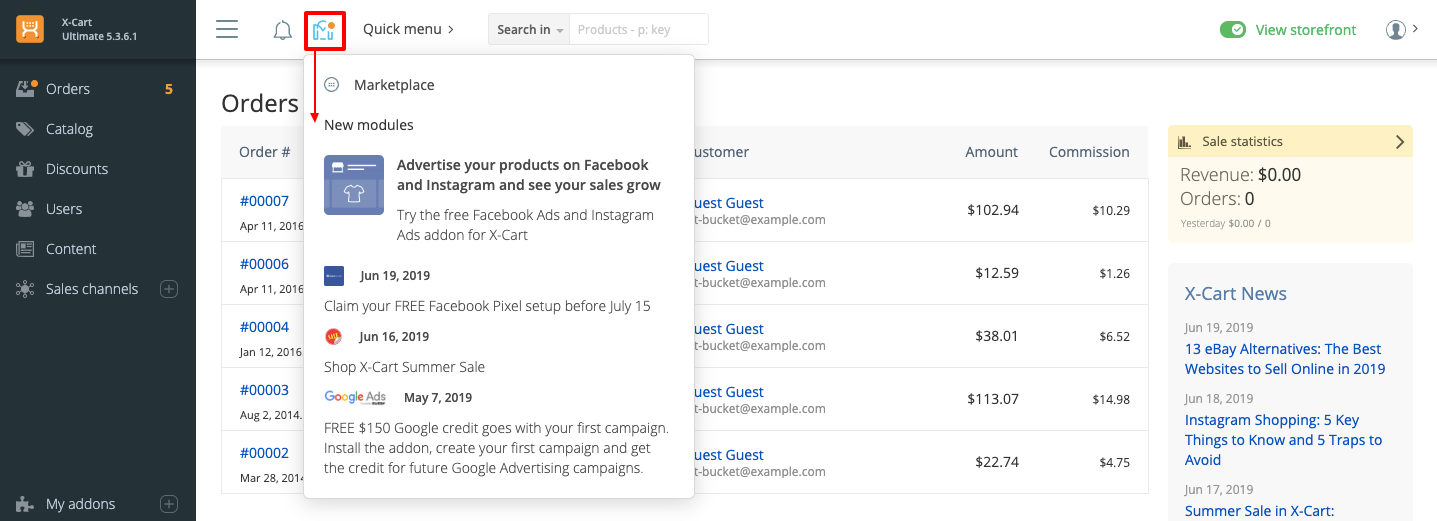 X-Cart
Ultimate 5.3.6.1
Quick menu
Search in
Products - p: key
View storefront
Orders 5
Catalog
Discounts
Users
Content
Sales channels
My addons
Marketplace
New modules
Advertise your products on Facebook
and Instagram and see your sales grow
Try the free Facebook Ads and Instagram
Ads addon for X-Cart
Jun 19, 2019
Claim your FREE Facebook Pixel setup before July 15
Jun 16, 2019
Shop X-Cart Summer Sale
Google Ads May 7, 2019
FREE $150 Google credit goes with your first campaign.
Install the addon, create your first campaign and get
the credit for future Google Advertising campaigns.
Orders
Order # ustomer Amount Commission
#00007 uest Guest $102.94 $10.29
Apr 11, 2016 t-bucket@example.com
#00006 uest Guest $12.59 $1.26
Apr 11, 2016 t-bucket@example.com
#00004 uest Guest $38.01 $6.52
Jan 12, 2016 t-bucket@example.com
#00003 uest Guest $113.07 $14.98
Aug 2, 2014. t-bucket@example.com
#00002 uest Guest $22.74 $4.75
Mar 28, 2014 t-bucket@example.com
Sale statistics
Revenue: $0.00
Orders: 0
Yesterday $0.00 / 0
X-Cart News
Jun 19, 2019
13 eBay Alternatives: The Best
Websites to Sell Online in 2019
Jun 18, 2019
Instagram Shopping: 5 Key
Things to Know and 5 Traps to
Avoid
Jun 17, 2019
Summer Sale in X-Cart: